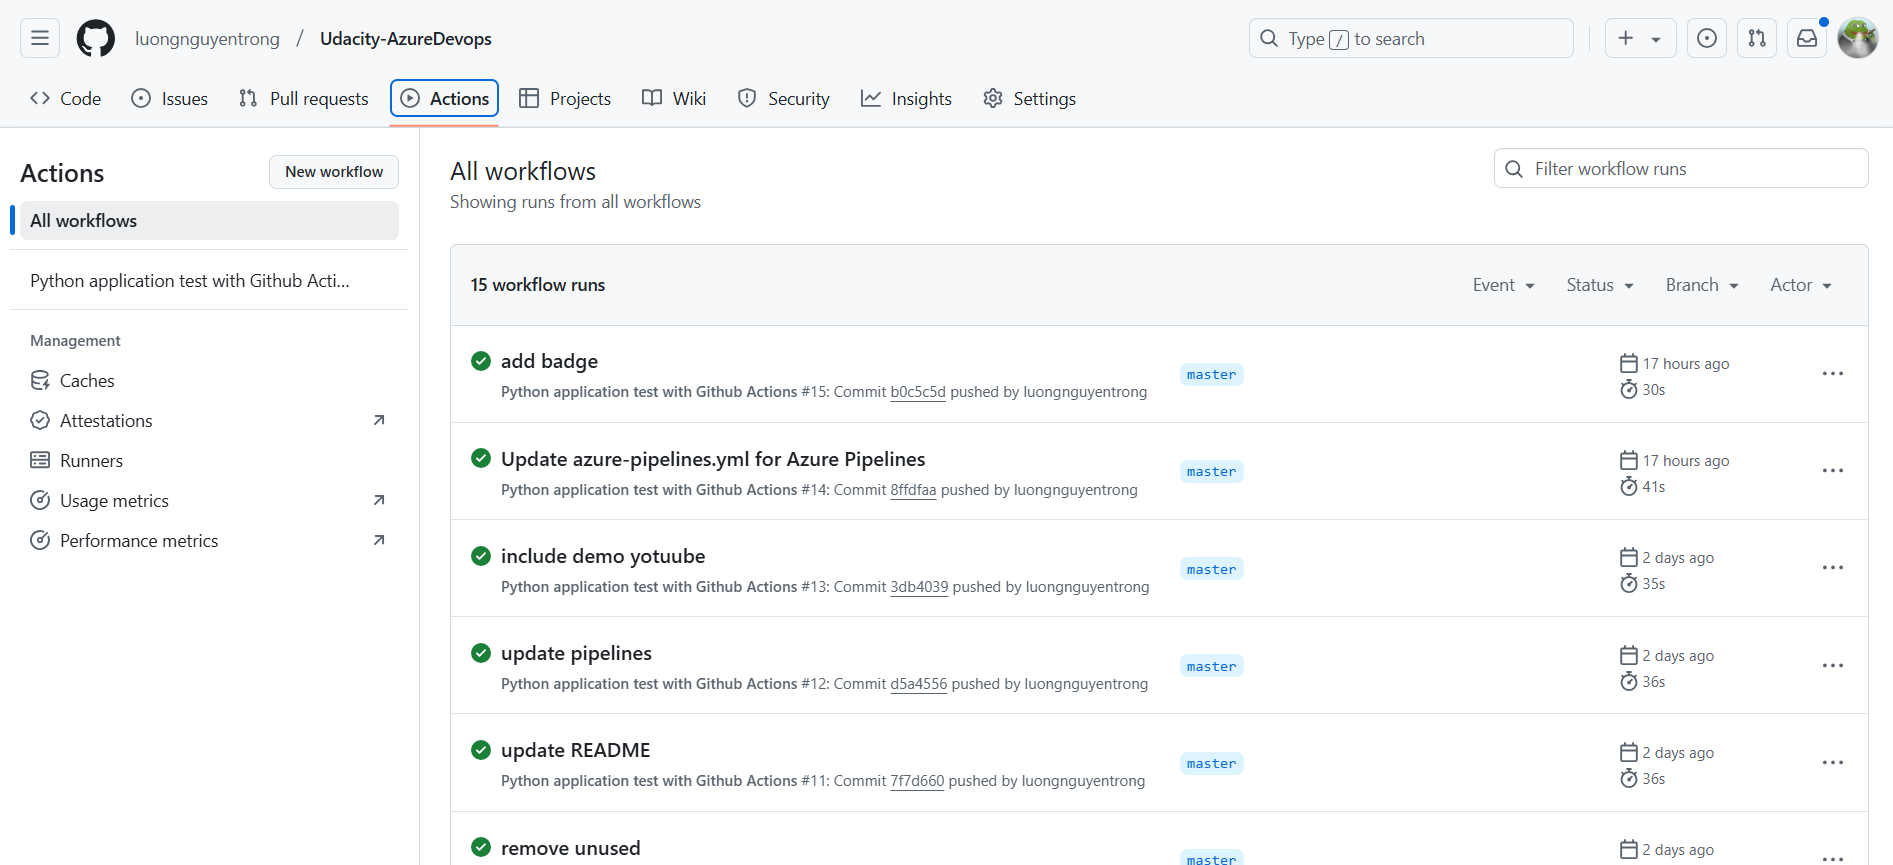 luongnguyentrong / Udacity-AzureDevops
Type / to search
Code Issues Pull requests Actions Projects Wiki Security Insights Settings
Actions
New workflow
All workflows
Python application test with Github Acti...
Management
Caches
Attestations
Runners
Usage metrics
Performance metrics
All workflows
Showing runs from all workflows
Filter workflow runs
15 workflow runs
Event Status Branch Actor
add badge
Python application test with Github Actions #15: Commit b0c5c5d pushed by luongnguyentrong
master
17 hours ago
30s
Update azure-pipelines.yml for Azure Pipelines
Python application test with Github Actions #14: Commit 8ffdfaa pushed by luongnguyentrong
master
17 hours ago
41s
include demo yotuube
Python application test with Github Actions #13: Commit 3db4039 pushed by luongnguyentrong
master
2 days ago
35s
update pipelines
Python application test with Github Actions #12: Commit d5a4556 pushed by luongnguyentrong
master
2 days ago
36s
update README
Python application test with Github Actions #11: Commit 7f7d660 pushed by luongnguyentrong
master
2 days ago
36s
remove unused
master
2 days ago